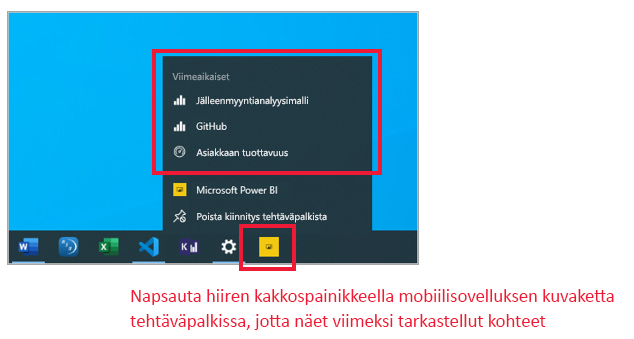 Viimeaikaiset
Jälleenmyyntianalyysimalli
GitHub
Asiakkaan tuottavuus
Microsoft Power BI
Poista kiinnitys tehtäväpalkista
Napsauta hiiren kakkospainikkeella mobiilisovelluksen kuvaketta
tehtäväpalkissa, jotta näet viimeksi tarkastellut kohteet